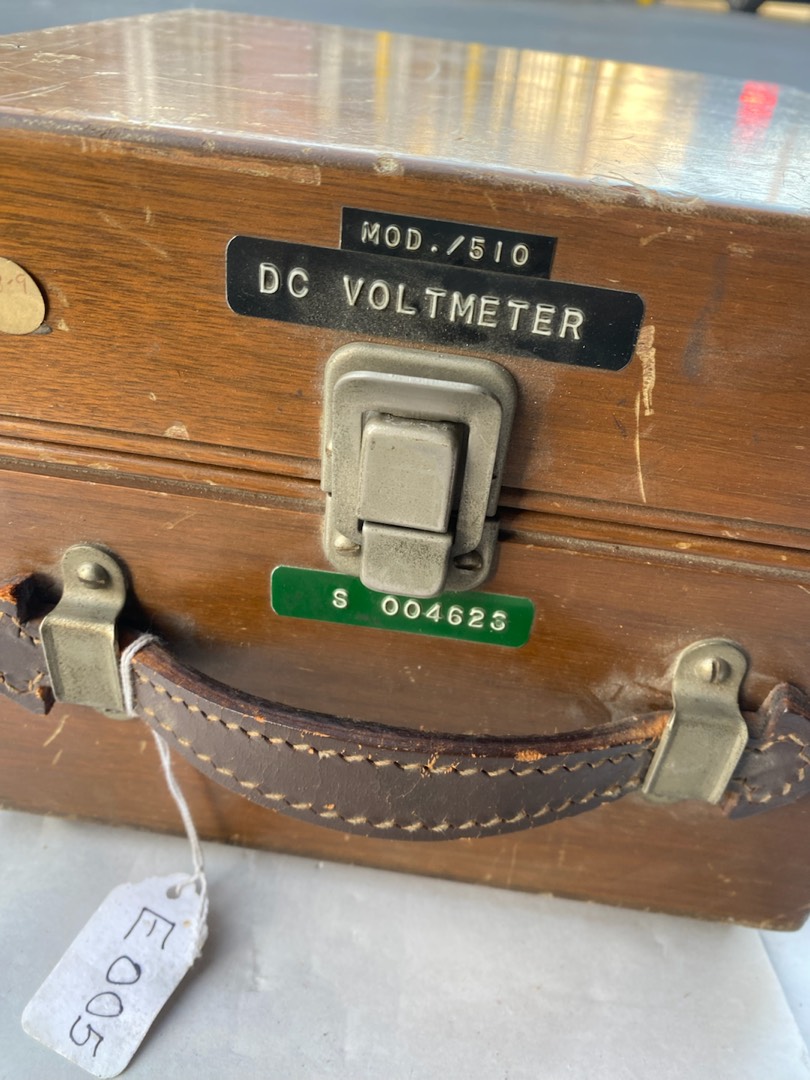 MOD./510
DC VOLTMETER
S 004623
E005